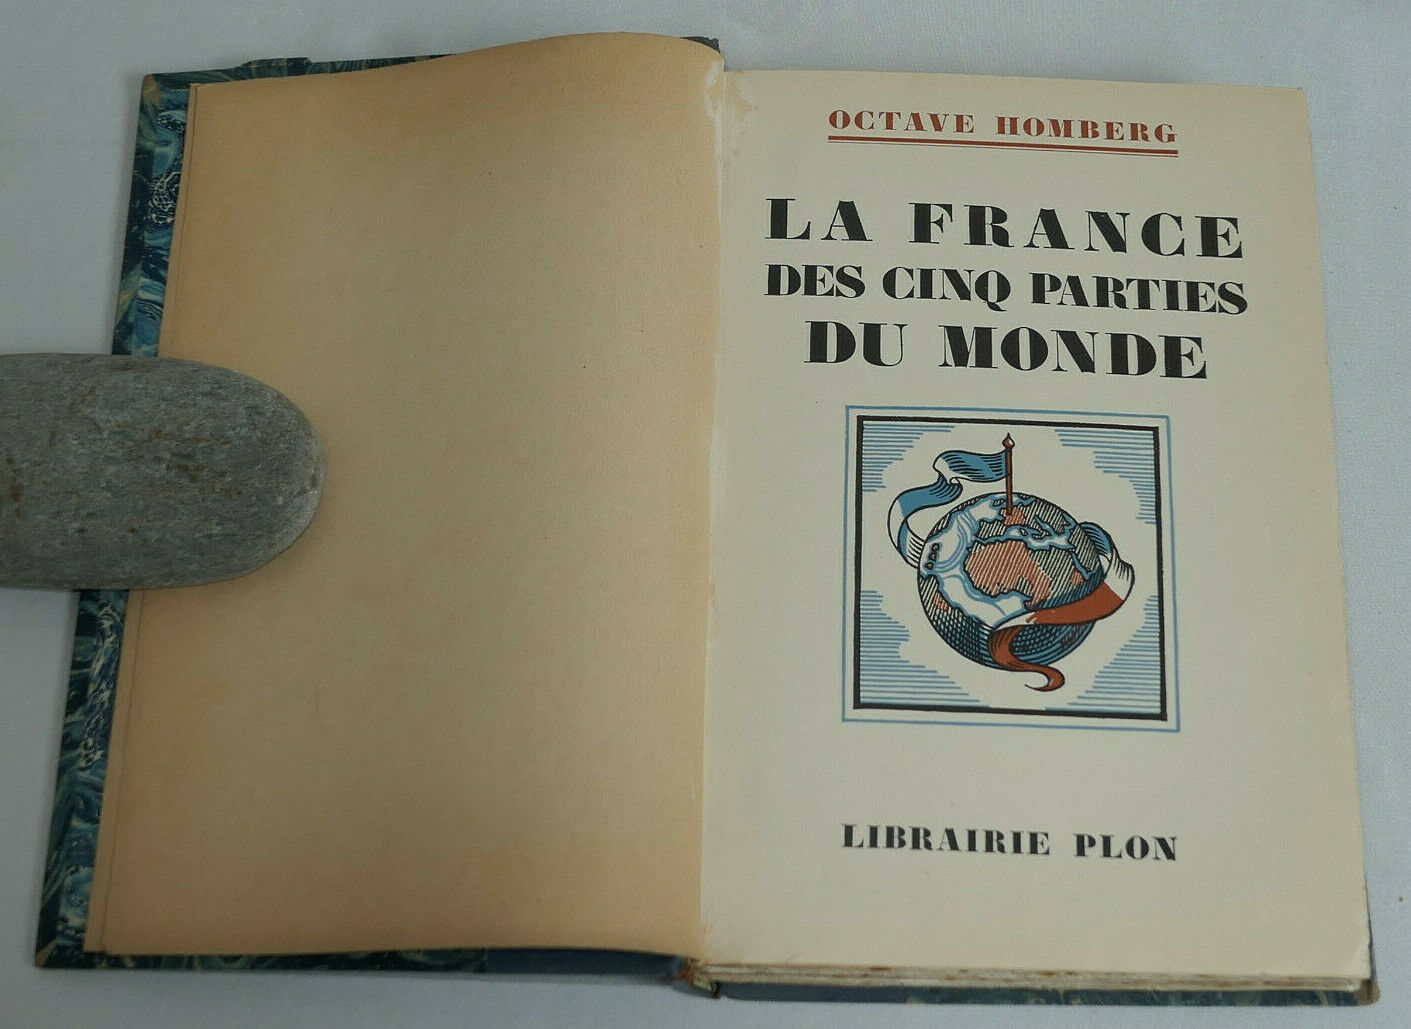 OCTAVE HOMBERG
LA FRANCE
DES CINQ PARTIES
DU MONDE
LIBRAIRIE PLON